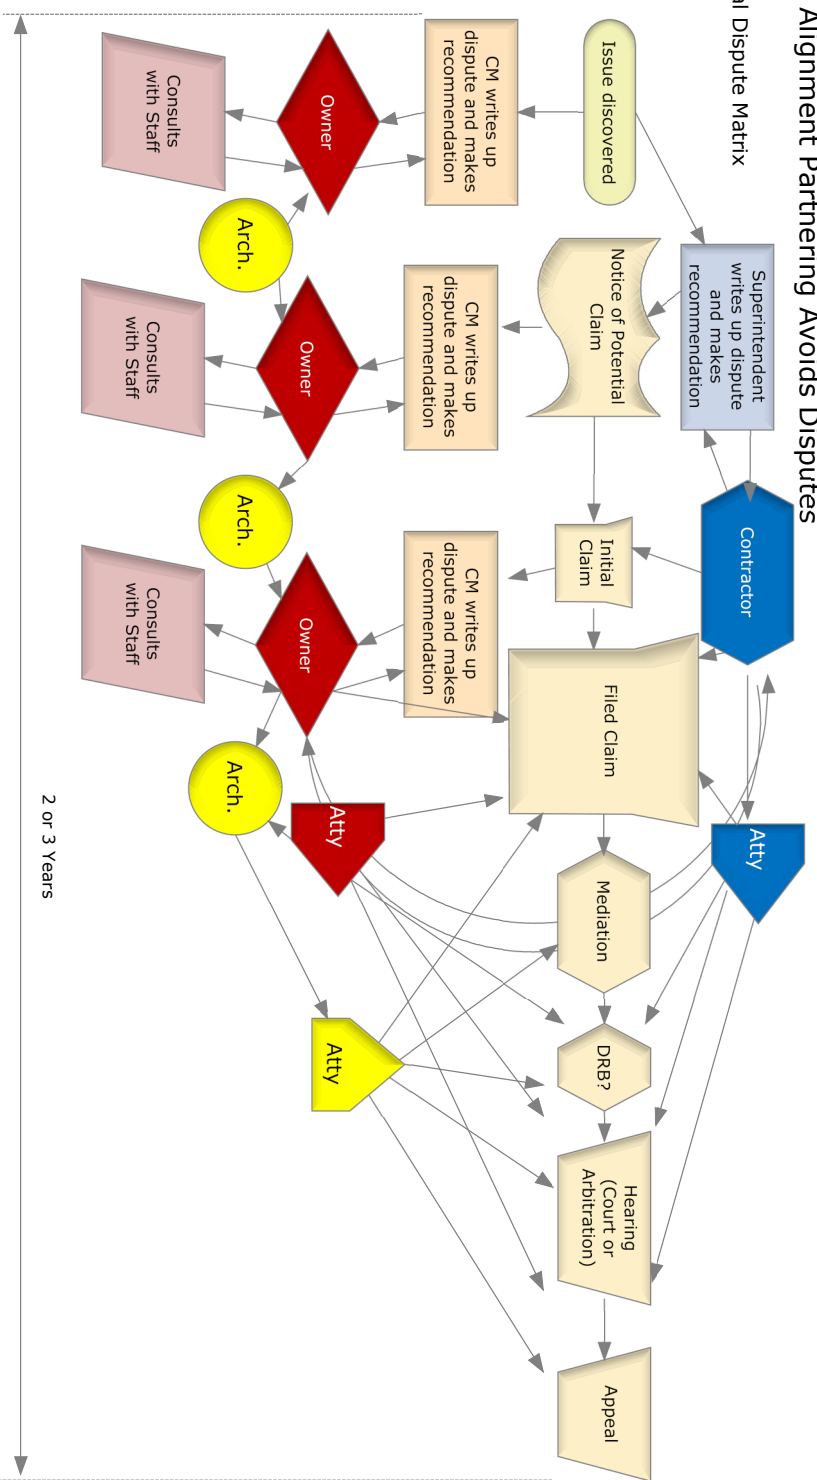 Alignment Partnering Avoids Disputes
al Dispute Matrix
Superintendent
writes up dispute
and makes
recommendation
Contractor
Atty
Issue discovered
Notice of Potential
Claim
Initial
Claim
Filed Claim
Mediation
DRB?
Hearing
(Court or
Arbitration)
Appeal
CM writes up
dispute and makes
recommendation
CM writes up
dispute and makes
recommendation
CM writes up
dispute and makes
recommendation
Owner
Owner
Owner
Atty
Atty
Arch.
Arch.
Arch.
Consults
with Staff
Consults
with Staff
Consults
with Staff
2 or 3 Years